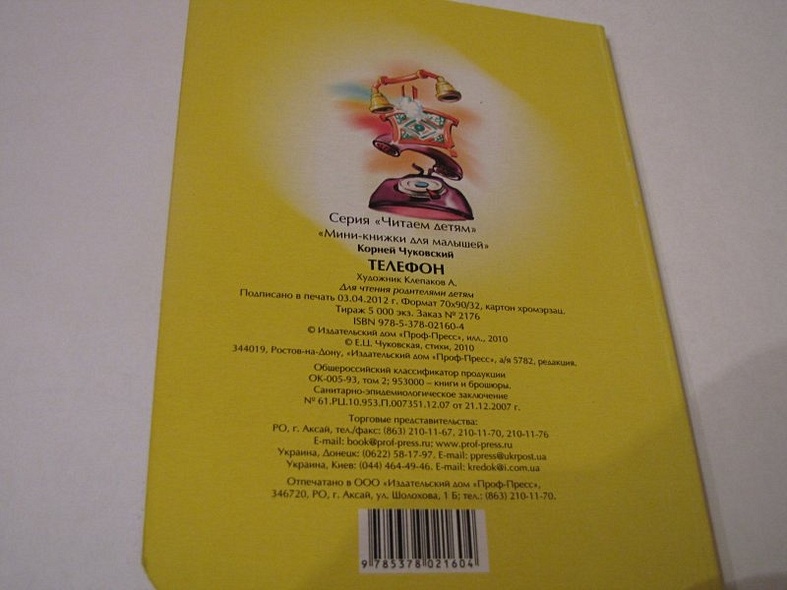 Серия «Читаем детям»
«Мини-книжки для малышей»
Корней Чуковский
ТЕЛЕФОН
Художник Клепаков А.
Для чтения родителями детям
Подписано в печать 03.04.2012 г. Формат 70х90/32, картон хромэрзац.
Тираж 5 000 экз. Заказ № 2176
ISBN 978-5-378-02160-4
© Издательский дом «Проф-Пресс», илл., 2010
© Е.Ц. Чуковская, стихи, 2010
344019, Ростов-на-Дону, «Издательский дом «Проф-Пресс», а/я 5782, редакция.
Общероссийский классификатор продукции
ОК-005-93, том 2; 953000 – книги и брошюры.
Санитарно-эпидемиологическое заключение
№ 61.РЦ.10.953.П.007351.12.07 от 21.12.2007 г.
Торговые представительства:
РО, г. Аксай, тел./факс: (863) 210-11-67, 210-11-70, 210-11-76
E-mail: book@prof-press.ru; www.prof-press.ru
Украина, Донецк: (0622) 58-17-97. E-mail: ppress@ukrpost.ua
Украина, Киев: (044) 464-49-46. E-mail: kredok@i.com.ua
Отпечатано в ООО «Издательский дом «Проф-Пресс»,
346720, РО, г. Аксай, ул. Шолохова, 1 Б; тел.: (863) 210-11-70.
9 785378 021604